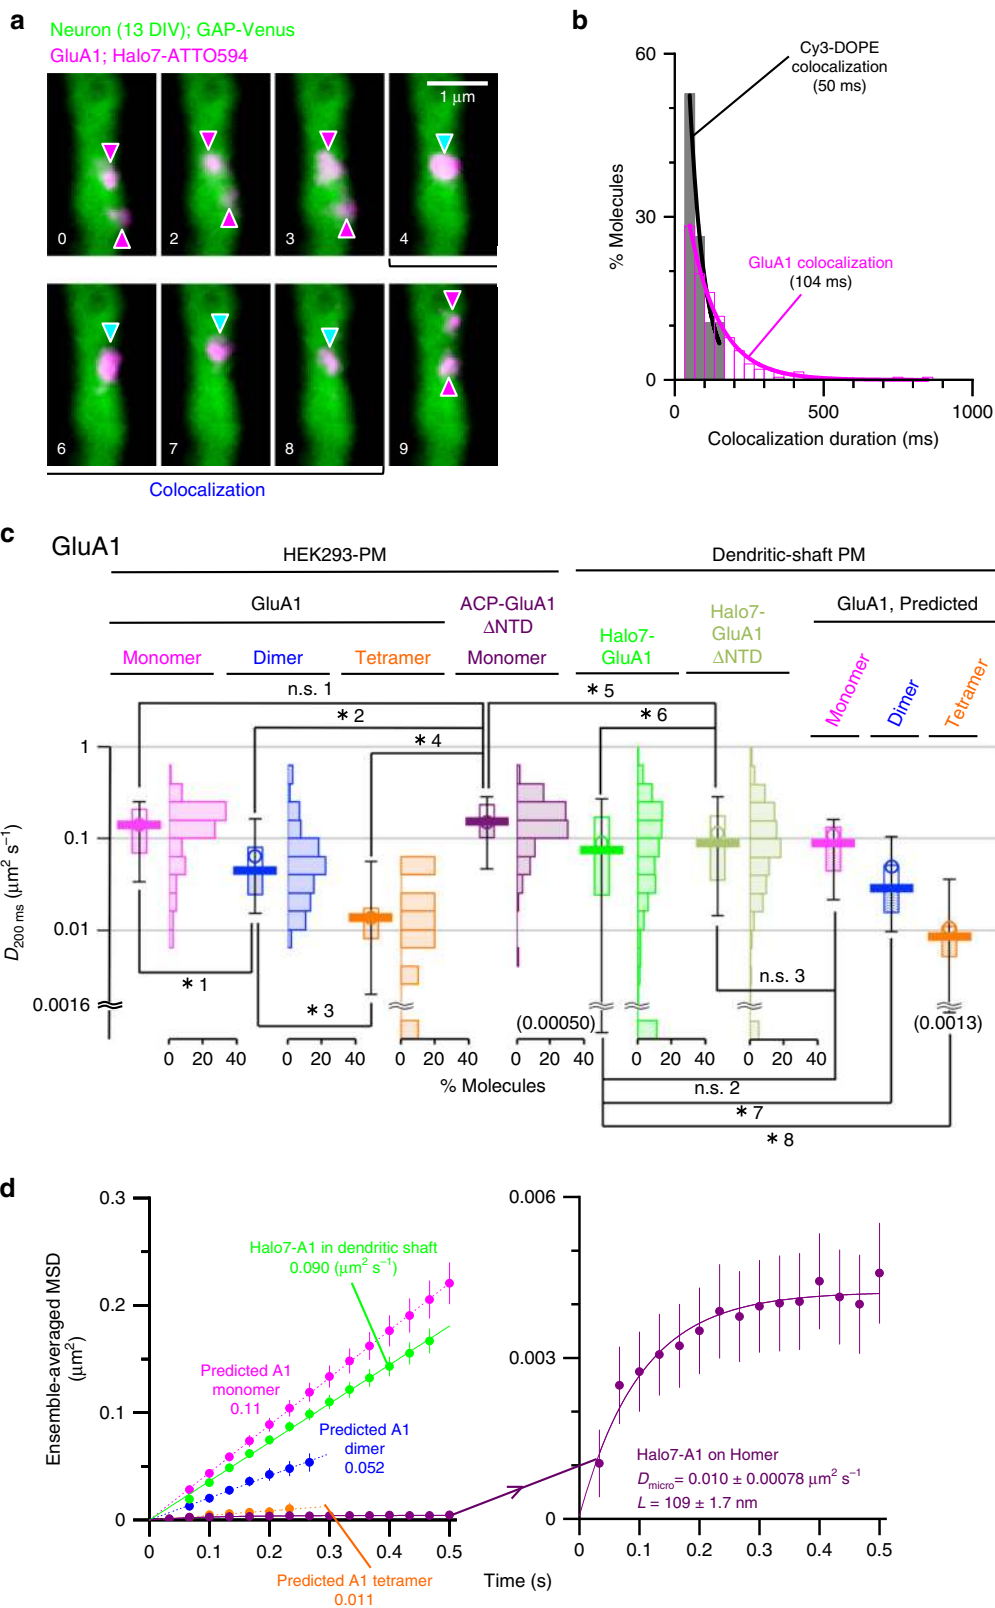 a
Neuron (13 DIV); GAP-Venus
GluA1; Halo7-ATTO594
1 μm
0
2
3
4
6
7
8
9
Colocalization
b
60
30
0
% Molecules
Cy3-DOPE
colocalization
(50 ms)
GluA1 colocalization
(104 ms)
0
500
1000
Colocalization duration (ms)
c
GluA1
HEK293-PM
Dendritic-shaft PM
GluA1
ACP-GluA1
ΔNTD
Halo7-
GluA1
Halo7-
GluA1
ΔNTD
GluA1, Predicted
Monomer
Dimer
Tetramer
Monomer
Monomer
Dimer
Tetramer
n.s. 1
* 2
* 4
* 5
* 6
1
0.1
0.01
0.0016
D200 ms (μm² s⁻¹)
* 1
* 3
n.s. 3
(0.00050)
(0.0013)
0 20 40
0 20 40
0 20 40
0 20 40
0 20 40
0 20 40
% Molecules
n.s. 2
* 7
* 8
d
0.3
0.2
0.1
0
Ensemble-averaged MSD
(μm²)
Halo7-A1 in dendritic shaft
0.090 (μm² s⁻¹)
Predicted A1
monomer
0.11
Predicted A1
dimer
0.052
Predicted A1 tetramer
0.011
0 0.1 0.2 0.3 0.4 0.5
Time (s)
0.006
0.003
0
Halo7-A1 on Homer
Dmicro= 0.010 ± 0.00078 μm² s⁻¹
L = 109 ± 1.7 nm
0 0.1 0.2 0.3 0.4 0.5